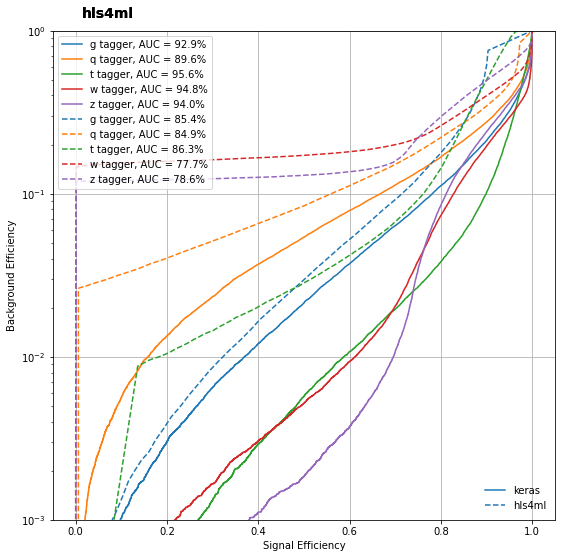 hls4ml
g tagger, AUC = 92.9%
q tagger, AUC = 89.6%
t tagger, AUC = 95.6%
w tagger, AUC = 94.8%
z tagger, AUC = 94.0%
g tagger, AUC = 85.4%
q tagger, AUC = 84.9%
t tagger, AUC = 86.3%
w tagger, AUC = 77.7%
z tagger, AUC = 78.6%
10⁰
10⁻¹
10⁻²
10⁻³
Background Efficiency
keras
hls4ml
0.0 0.2 0.4 0.6 0.8 1.0
Signal Efficiency